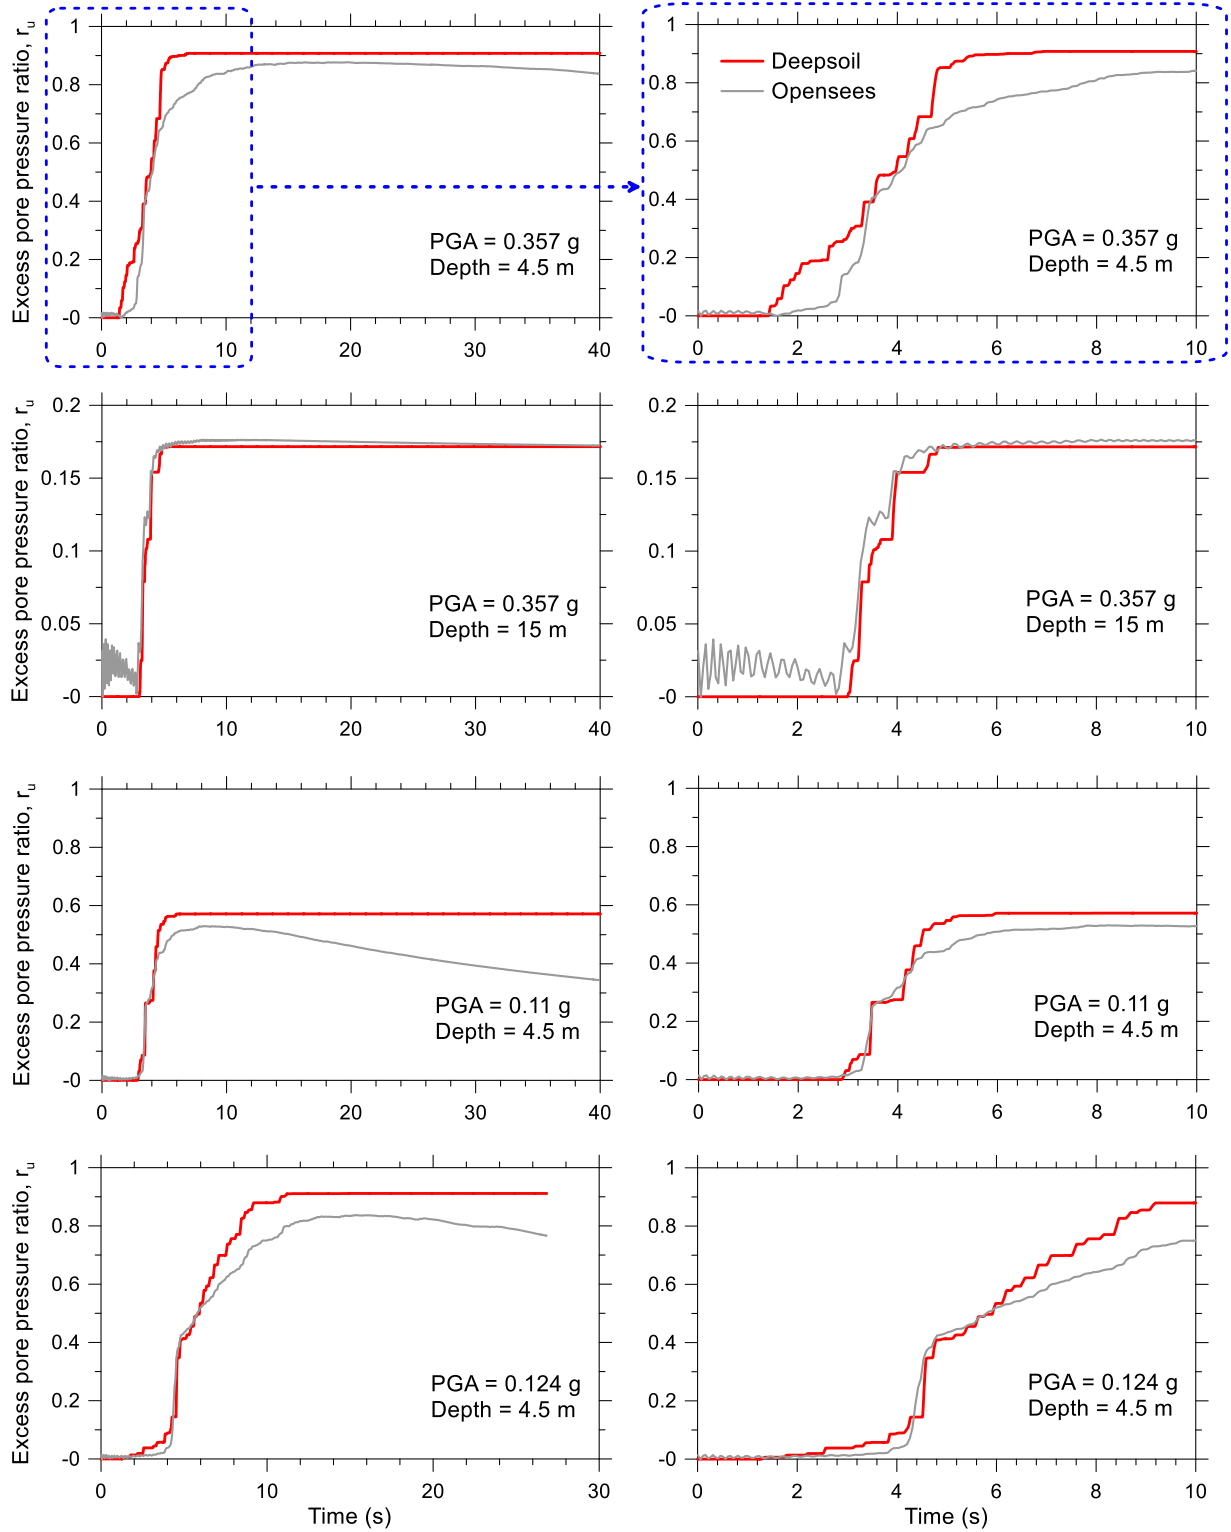 Excess pore pressure ratio, ru
1
0.8
0.6
0.4
0.2
-0
0 10 20 30 40
PGA = 0.357 g
Depth = 4.5 m
1
0.8
0.6
0.4
0.2
-0
0 2 4 6 8 10
Deepsoil
Opensees
PGA = 0.357 g
Depth = 4.5 m
Excess pore pressure ratio, ru
0.2
0.15
0.1
0.05
-0
0 10 20 30 40
PGA = 0.357 g
Depth = 15 m
0.2
0.15
0.1
0.05
-0
0 2 4 6 8 10
PGA = 0.357 g
Depth = 15 m
Excess pore pressure ratio, ru
1
0.8
0.6
0.4
0.2
-0
0 10 20 30 40
PGA = 0.11 g
Depth = 4.5 m
1
0.8
0.6
0.4
0.2
-0
0 2 4 6 8 10
PGA = 0.11 g
Depth = 4.5 m
Excess pore pressure ratio, ru
1
0.8
0.6
0.4
0.2
-0
0 10 20 30
PGA = 0.124 g
Depth = 4.5 m
Time (s)
1
0.8
0.6
0.4
0.2
-0
0 2 4 6 8 10
PGA = 0.124 g
Depth = 4.5 m
Time (s)